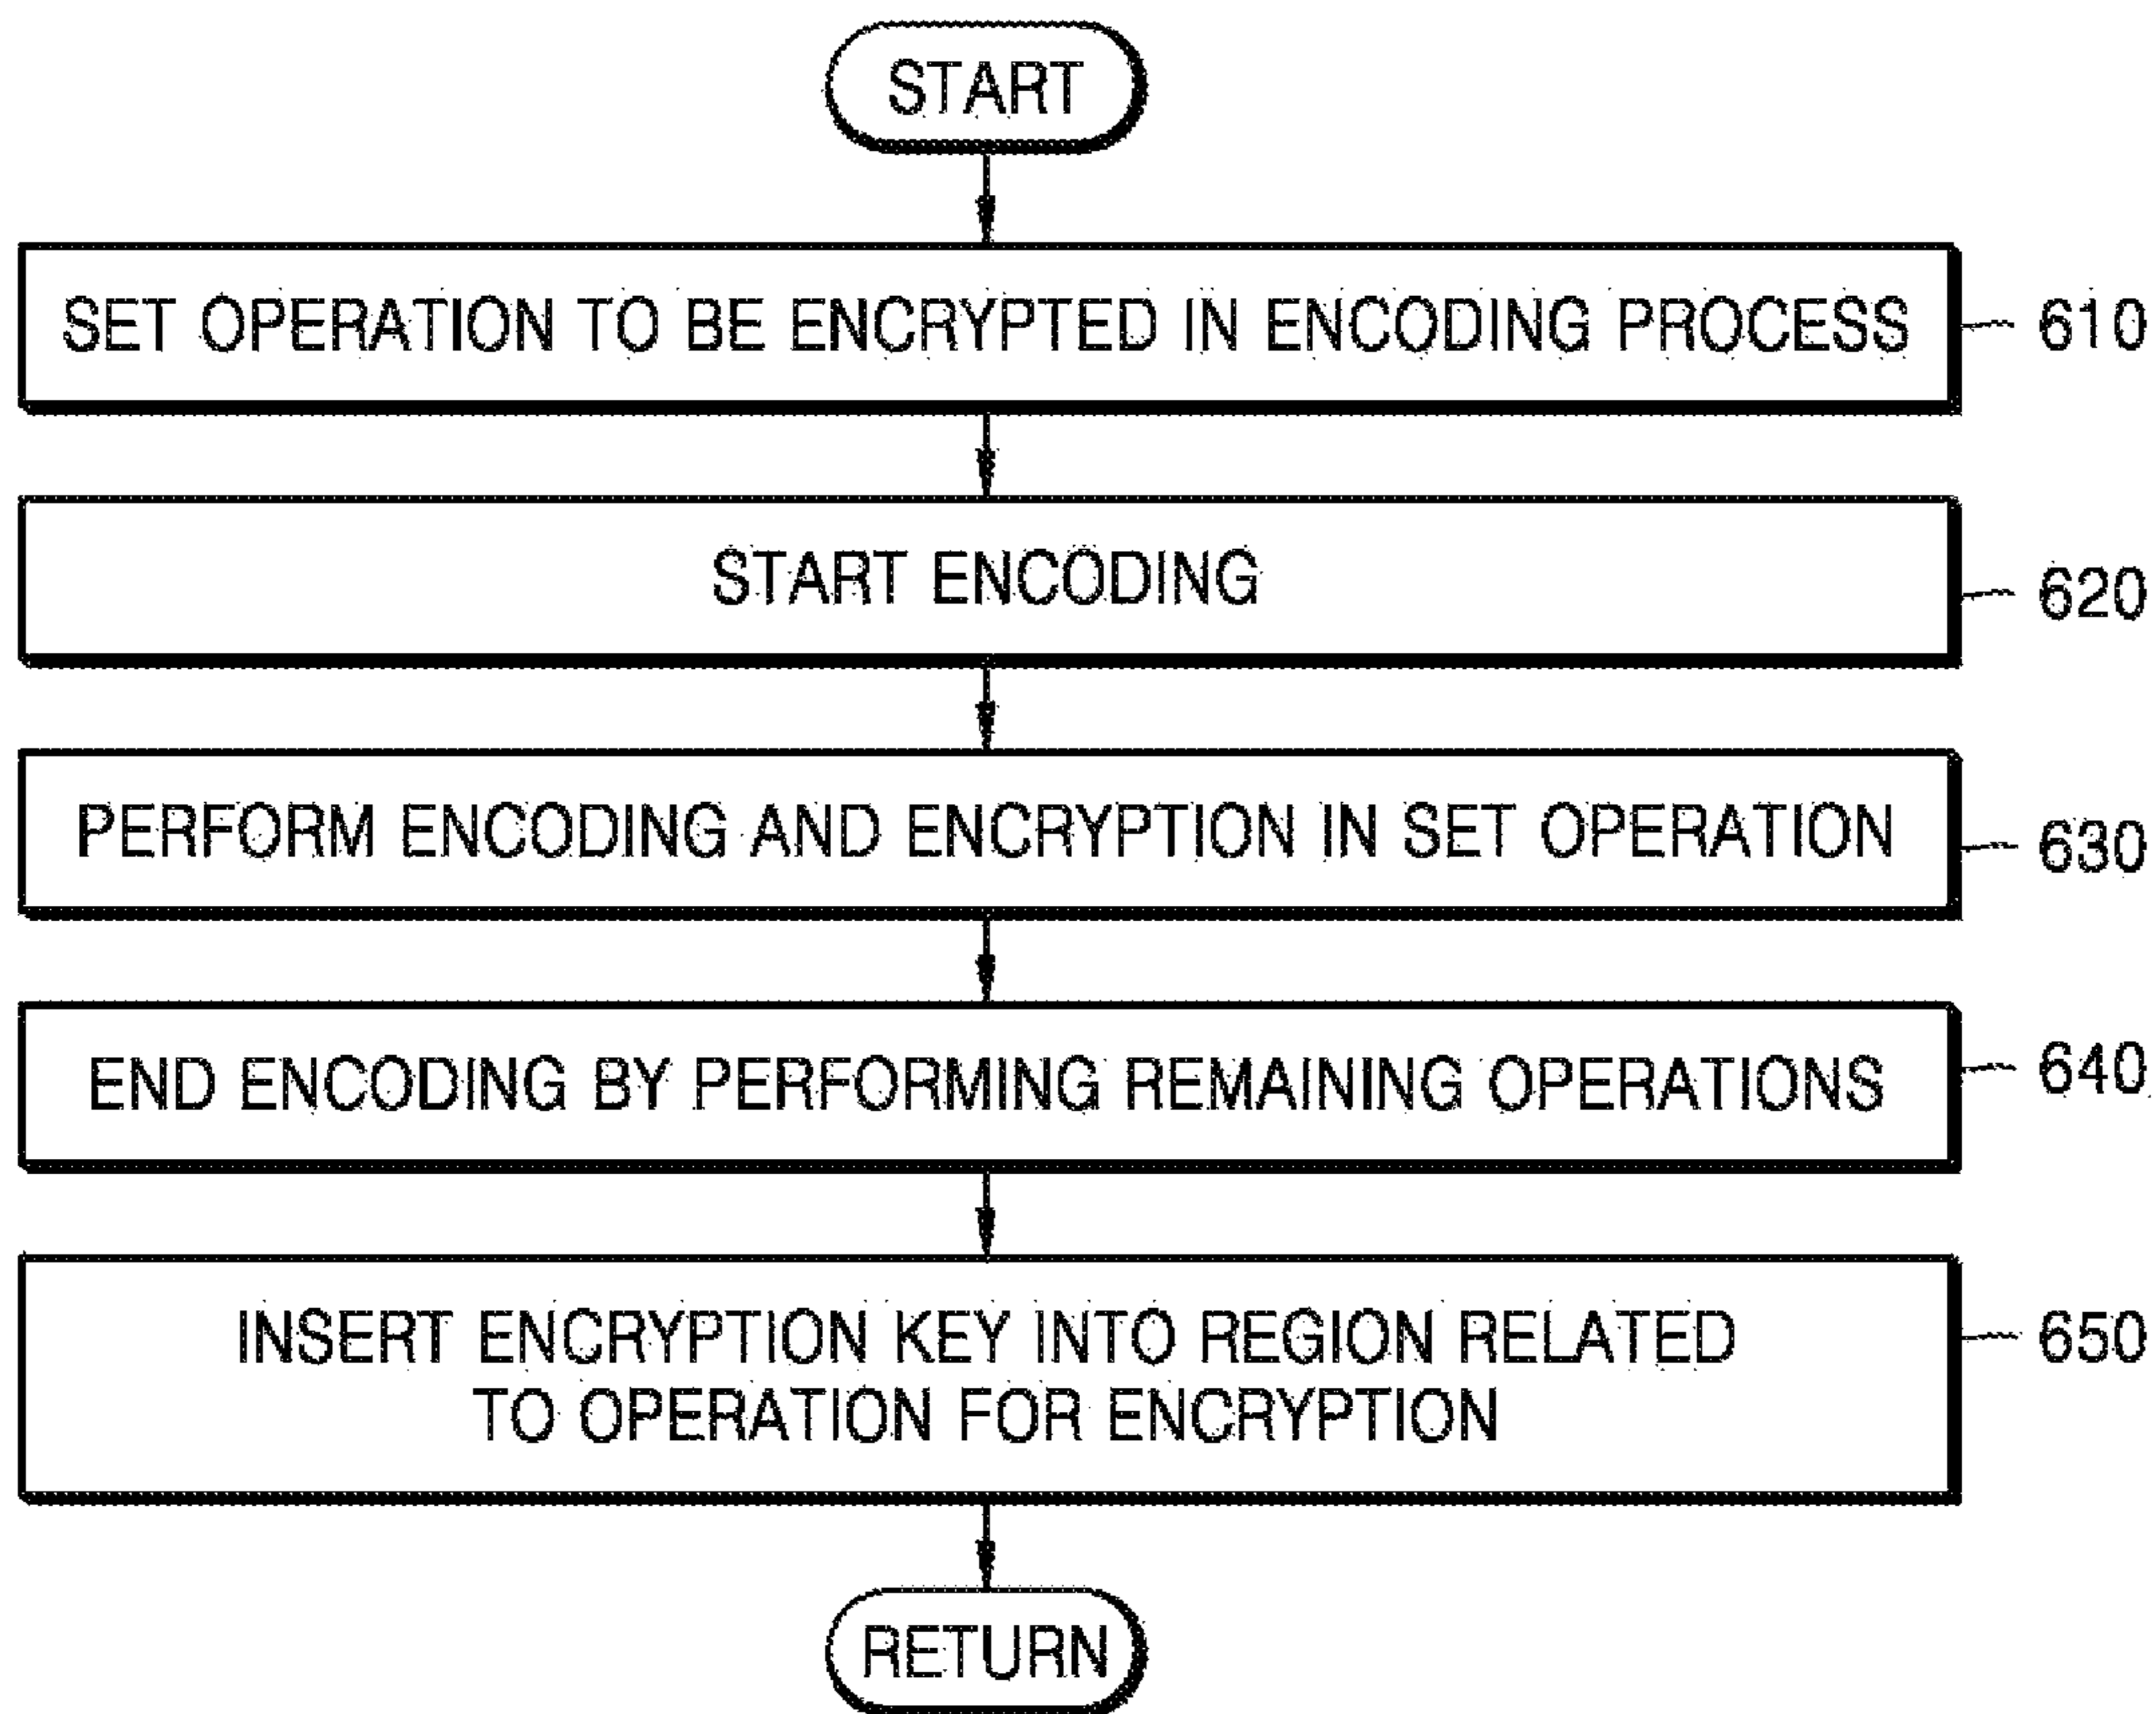 START
SET OPERATION TO BE ENCRYPTED IN ENCODING PROCESS
610
START ENCODING
620
PERFORM ENCODING AND ENCRYPTION IN SET OPERATION
630
END ENCODING BY PERFORMING REMAINING OPERATIONS
640
INSERT ENCRYPTION KEY INTO REGION RELATED
650
TO OPERATION FOR ENCRYPTION
RETURN